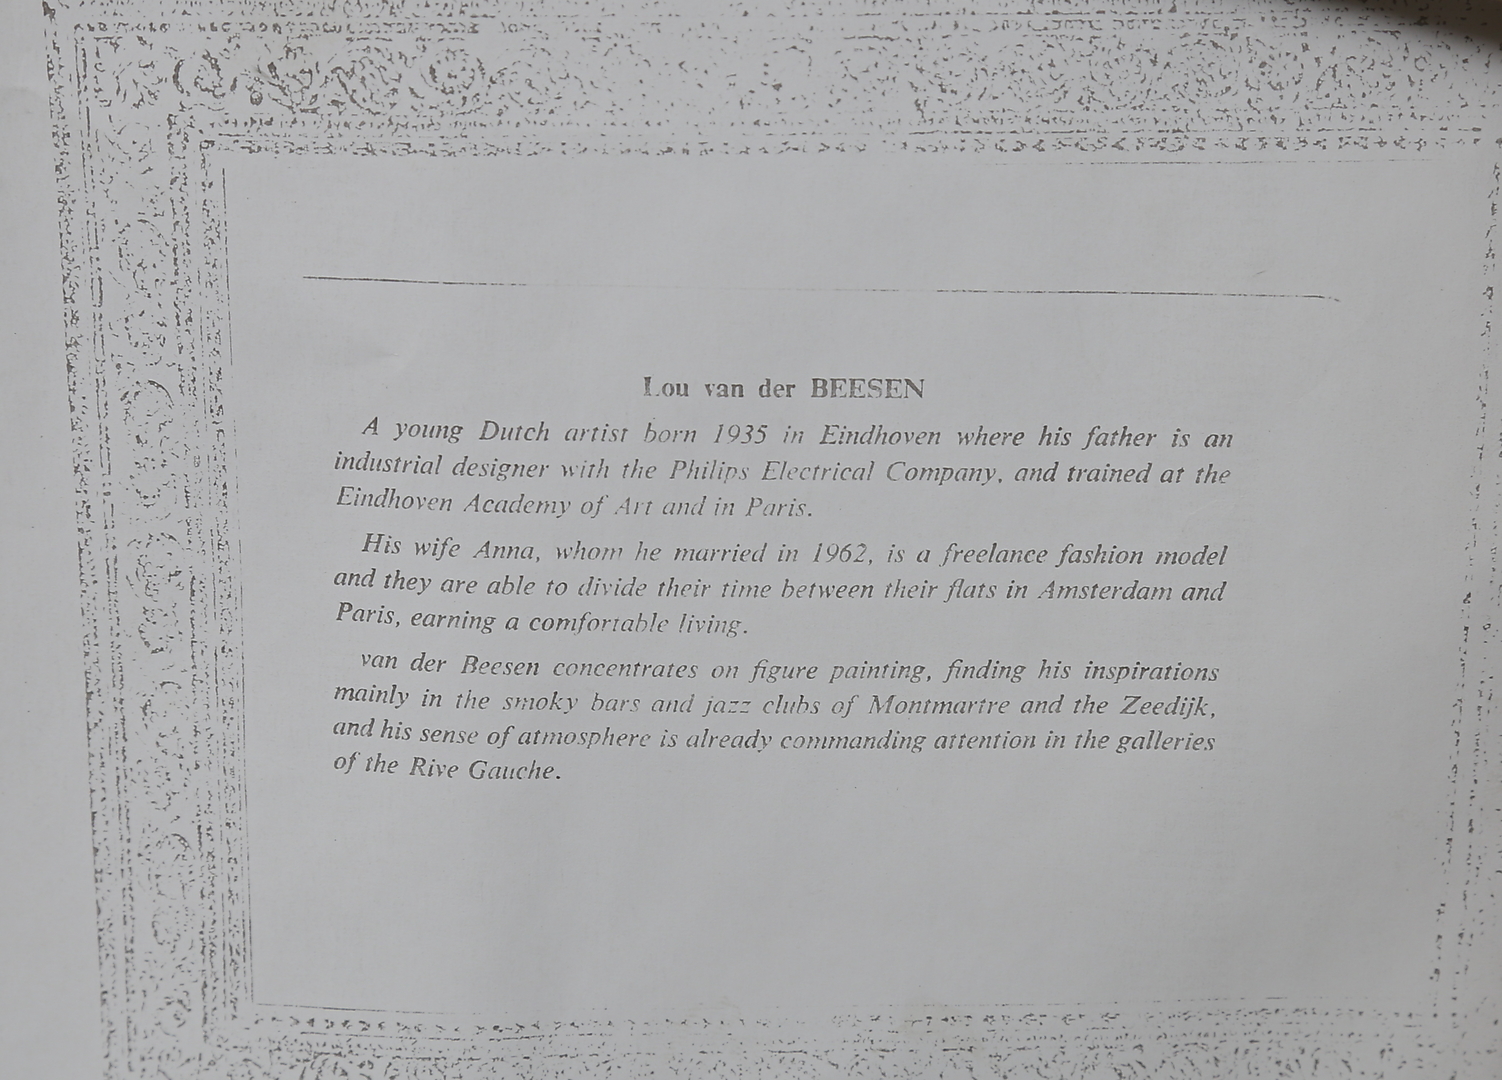 Lou van der BEESEN
A young Dutch artist born 1935 in Eindhoven where his father is an
industrial designer with the Philips Electrical Company, and trained at the
Eindhoven Academy of Art and in Paris.
His wife Anna, whom he married in 1962, is a freelance fashion model
and they are able to divide their time between their flats in Amsterdam and
Paris, earning a comfortable living.
van der Beesen concentrates on figure painting, finding his inspirations
mainly in the smoky bars and jazz clubs of Montmartre and the Zeedijk,
and his sense of atmosphere is already commanding attention in the galleries
of the Rive Gauche.